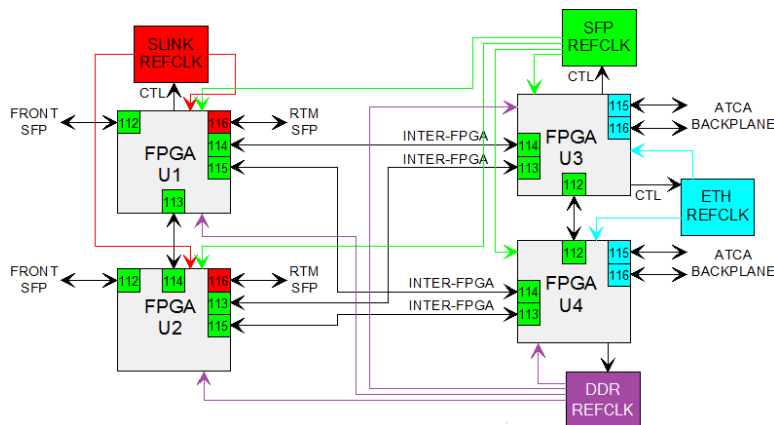 SLINK
REFCLK
SFP
REFCLK
CTL
CTL
FRONT
SFP
112
116
RTM
SFP
114
115
FPGA
U1
113
INTER-FPGA
INTER-FPGA
114
113
FPGA
U3
115
116
ATCA
BACKPLANE
112
CTL
ETH
REFCLK
FRONT
SFP
112
114
116
RTM
SFP
113
115
FPGA
U2
INTER-FPGA
INTER-FPGA
114
113
112
FPGA
U4
115
116
ATCA
BACKPLANE
DDR
REFCLK